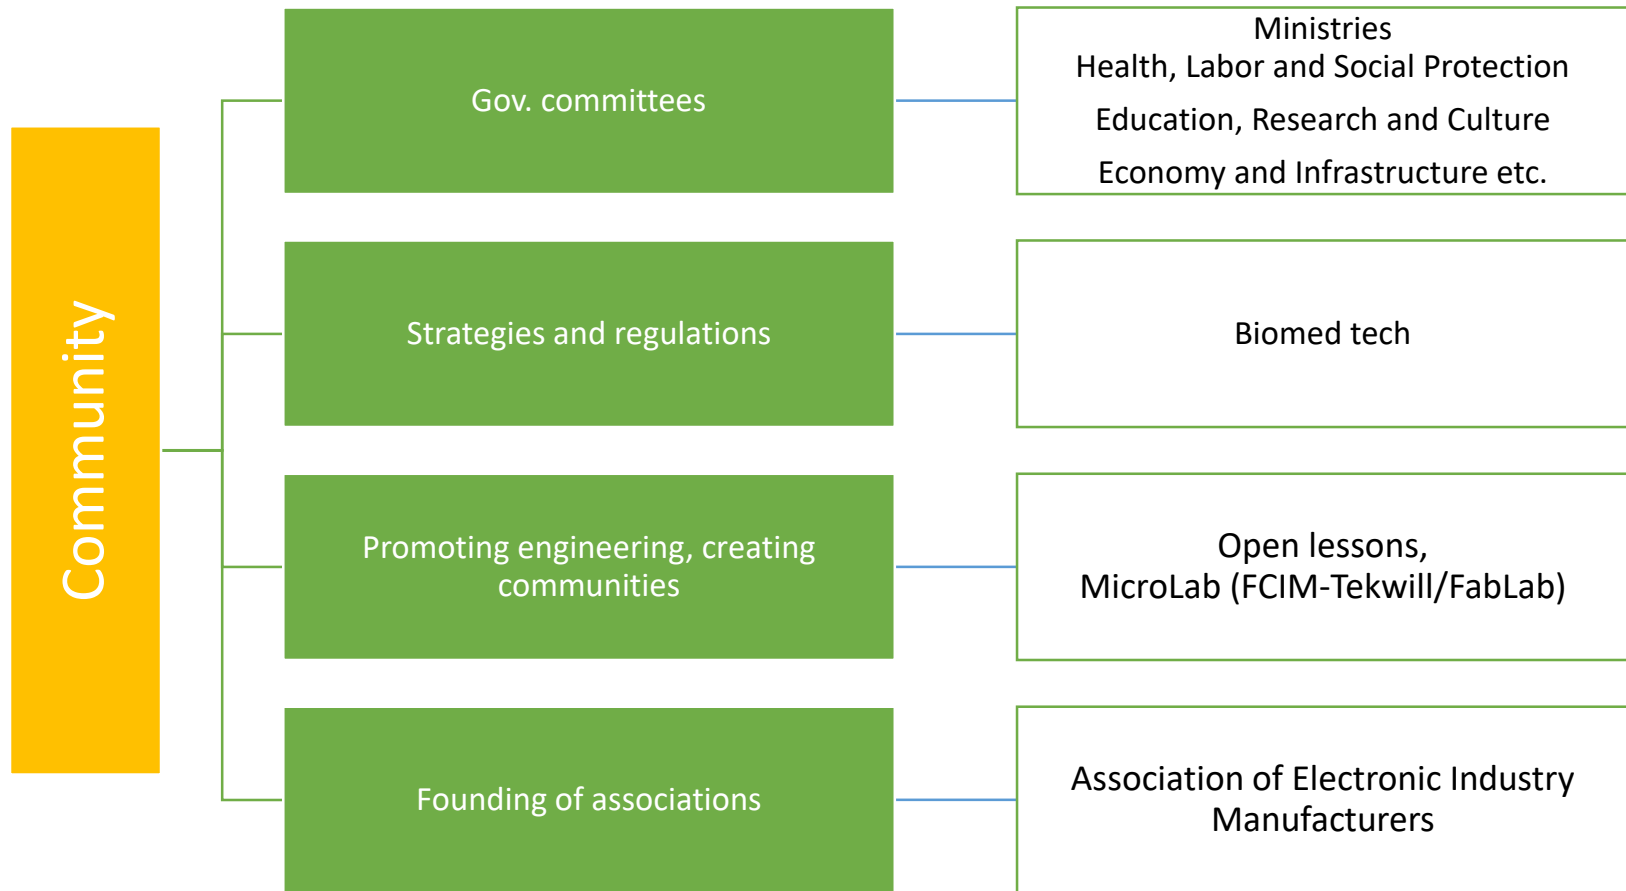 Community
Gov. committees
Ministries
Health, Labor and Social Protection
Education, Research and Culture
Economy and Infrastructure etc.
Strategies and regulations
Biomed tech
Promoting engineering, creating
communities
Open lessons,
MicroLab (FCIM-Tekwill/FabLab)
Founding of associations
Association of Electronic Industry
Manufacturers